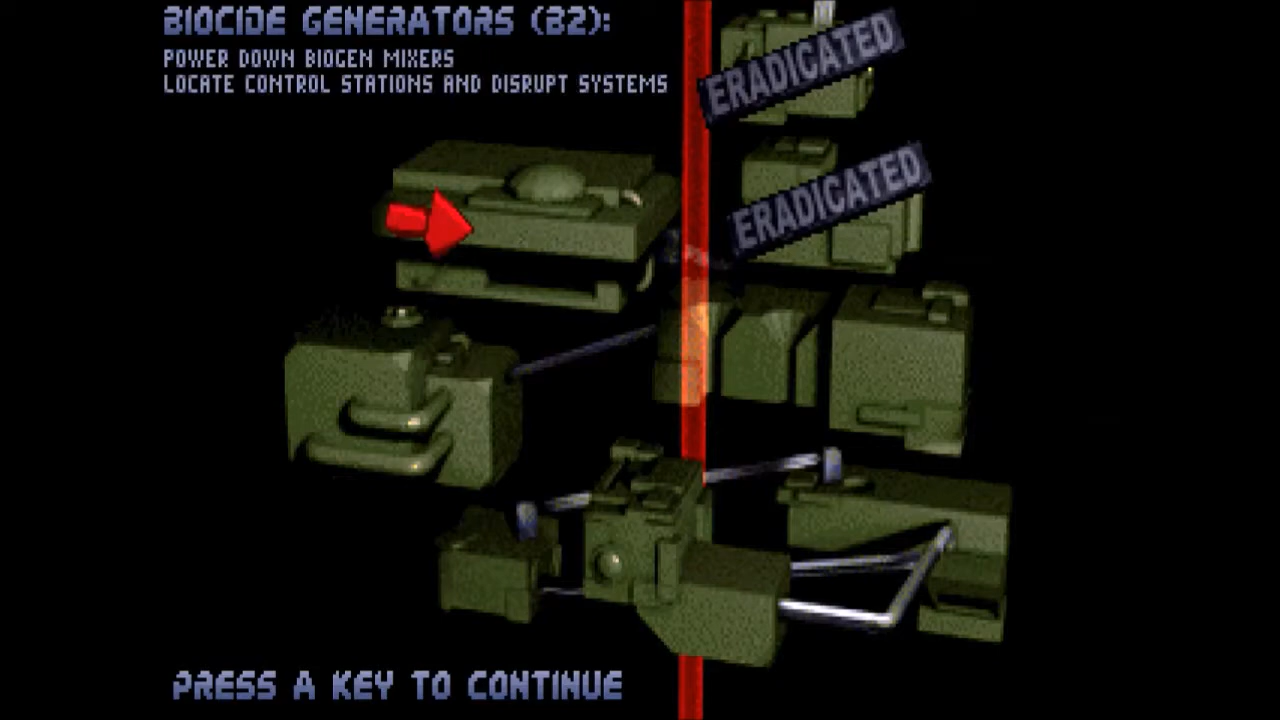 BIOCIDE GENERATORS (B2):
POWER DOWN BIOGEN MIXERS
LOCATE CONTROL STATIONS AND DISRUPT SYSTEMS
ERADICATED
ERADICATED
PRESS A KEY TO CONTINUE